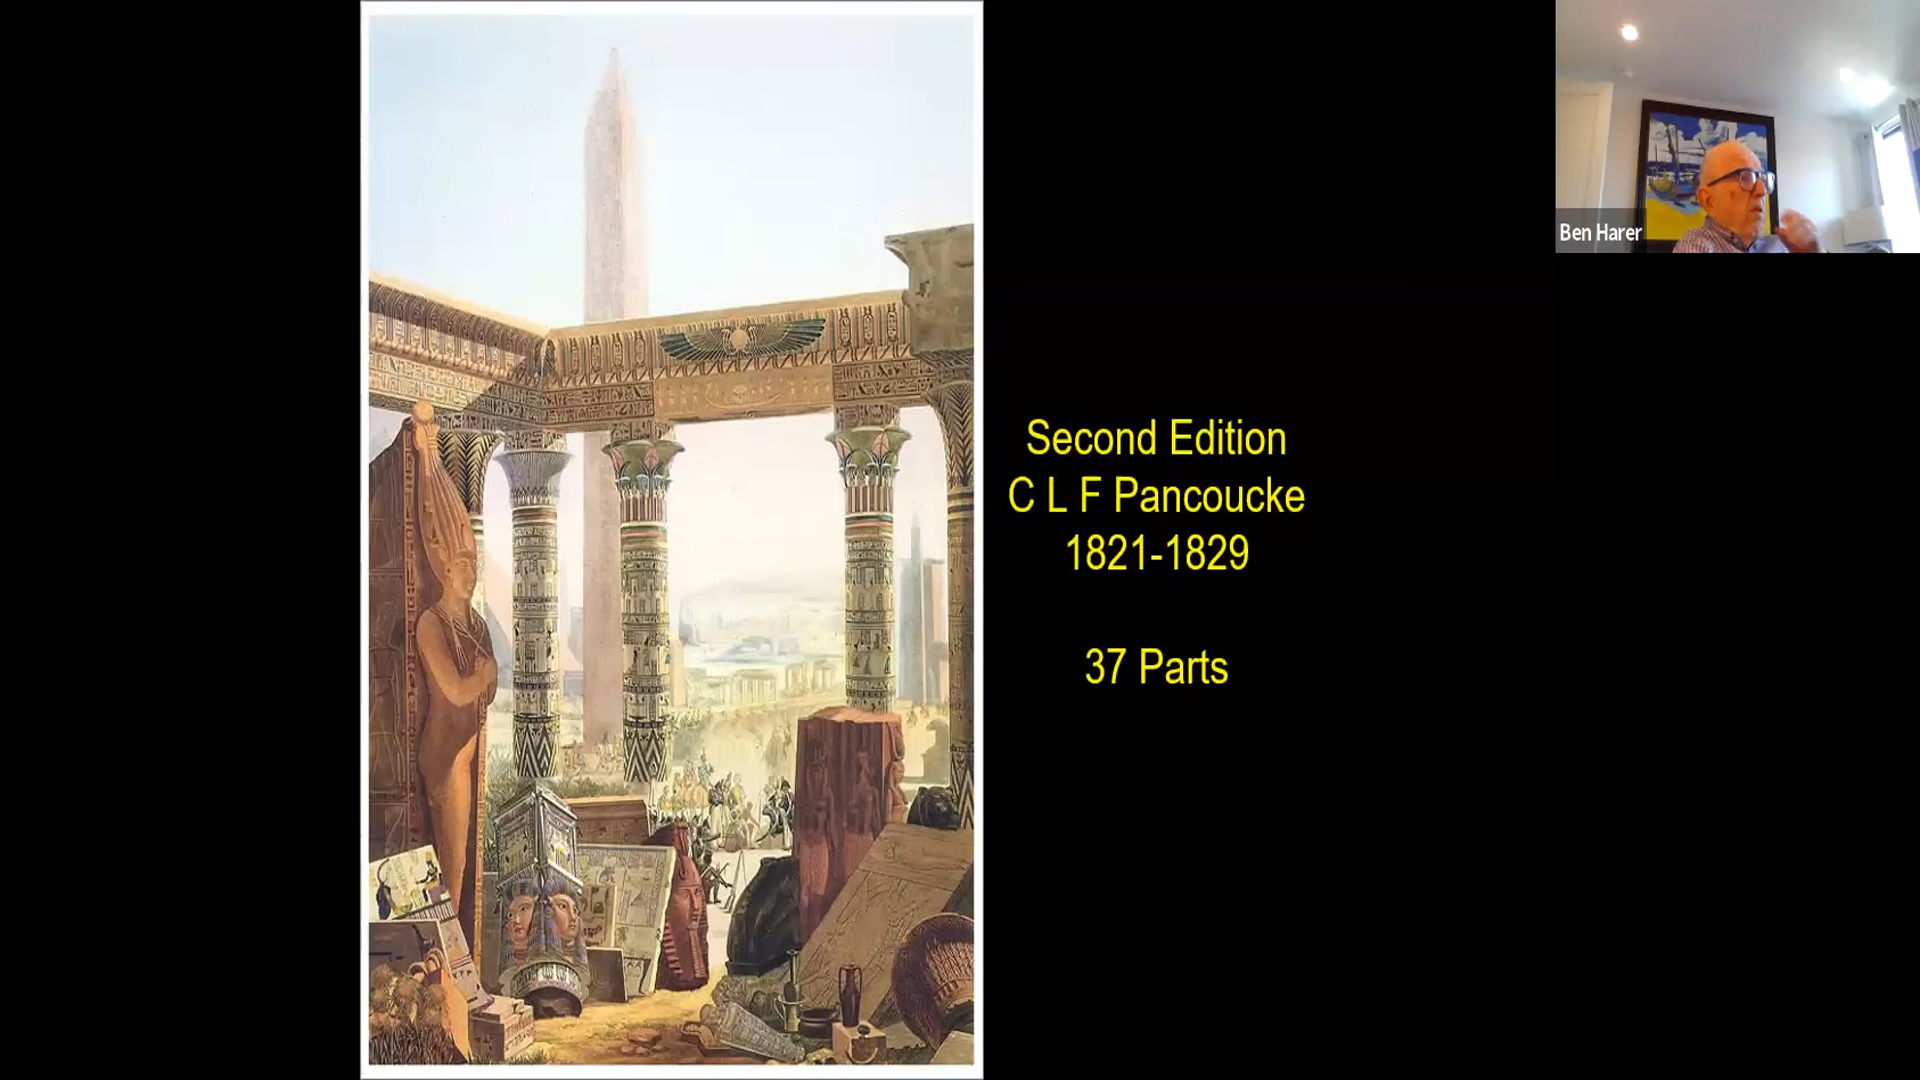 Second Edition
C L F Pancoucke
1821-1829
37 Parts
Ben Harer